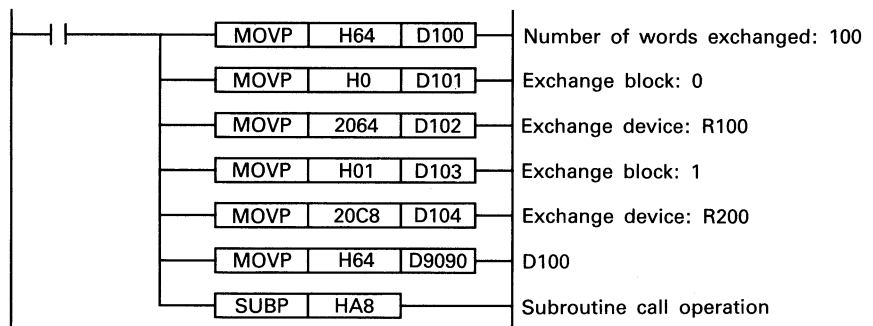 MOVP H64 D100 Number of words exchanged: 100
MOVP H0 D101 Exchange block: 0
MOVP 2064 D102 Exchange device: R100
MOVP H01 D103 Exchange block: 1
MOVP 20C8 D104 Exchange device: R200
MOVP H64 D9090 D100
SUBP HA8 Subroutine call operation